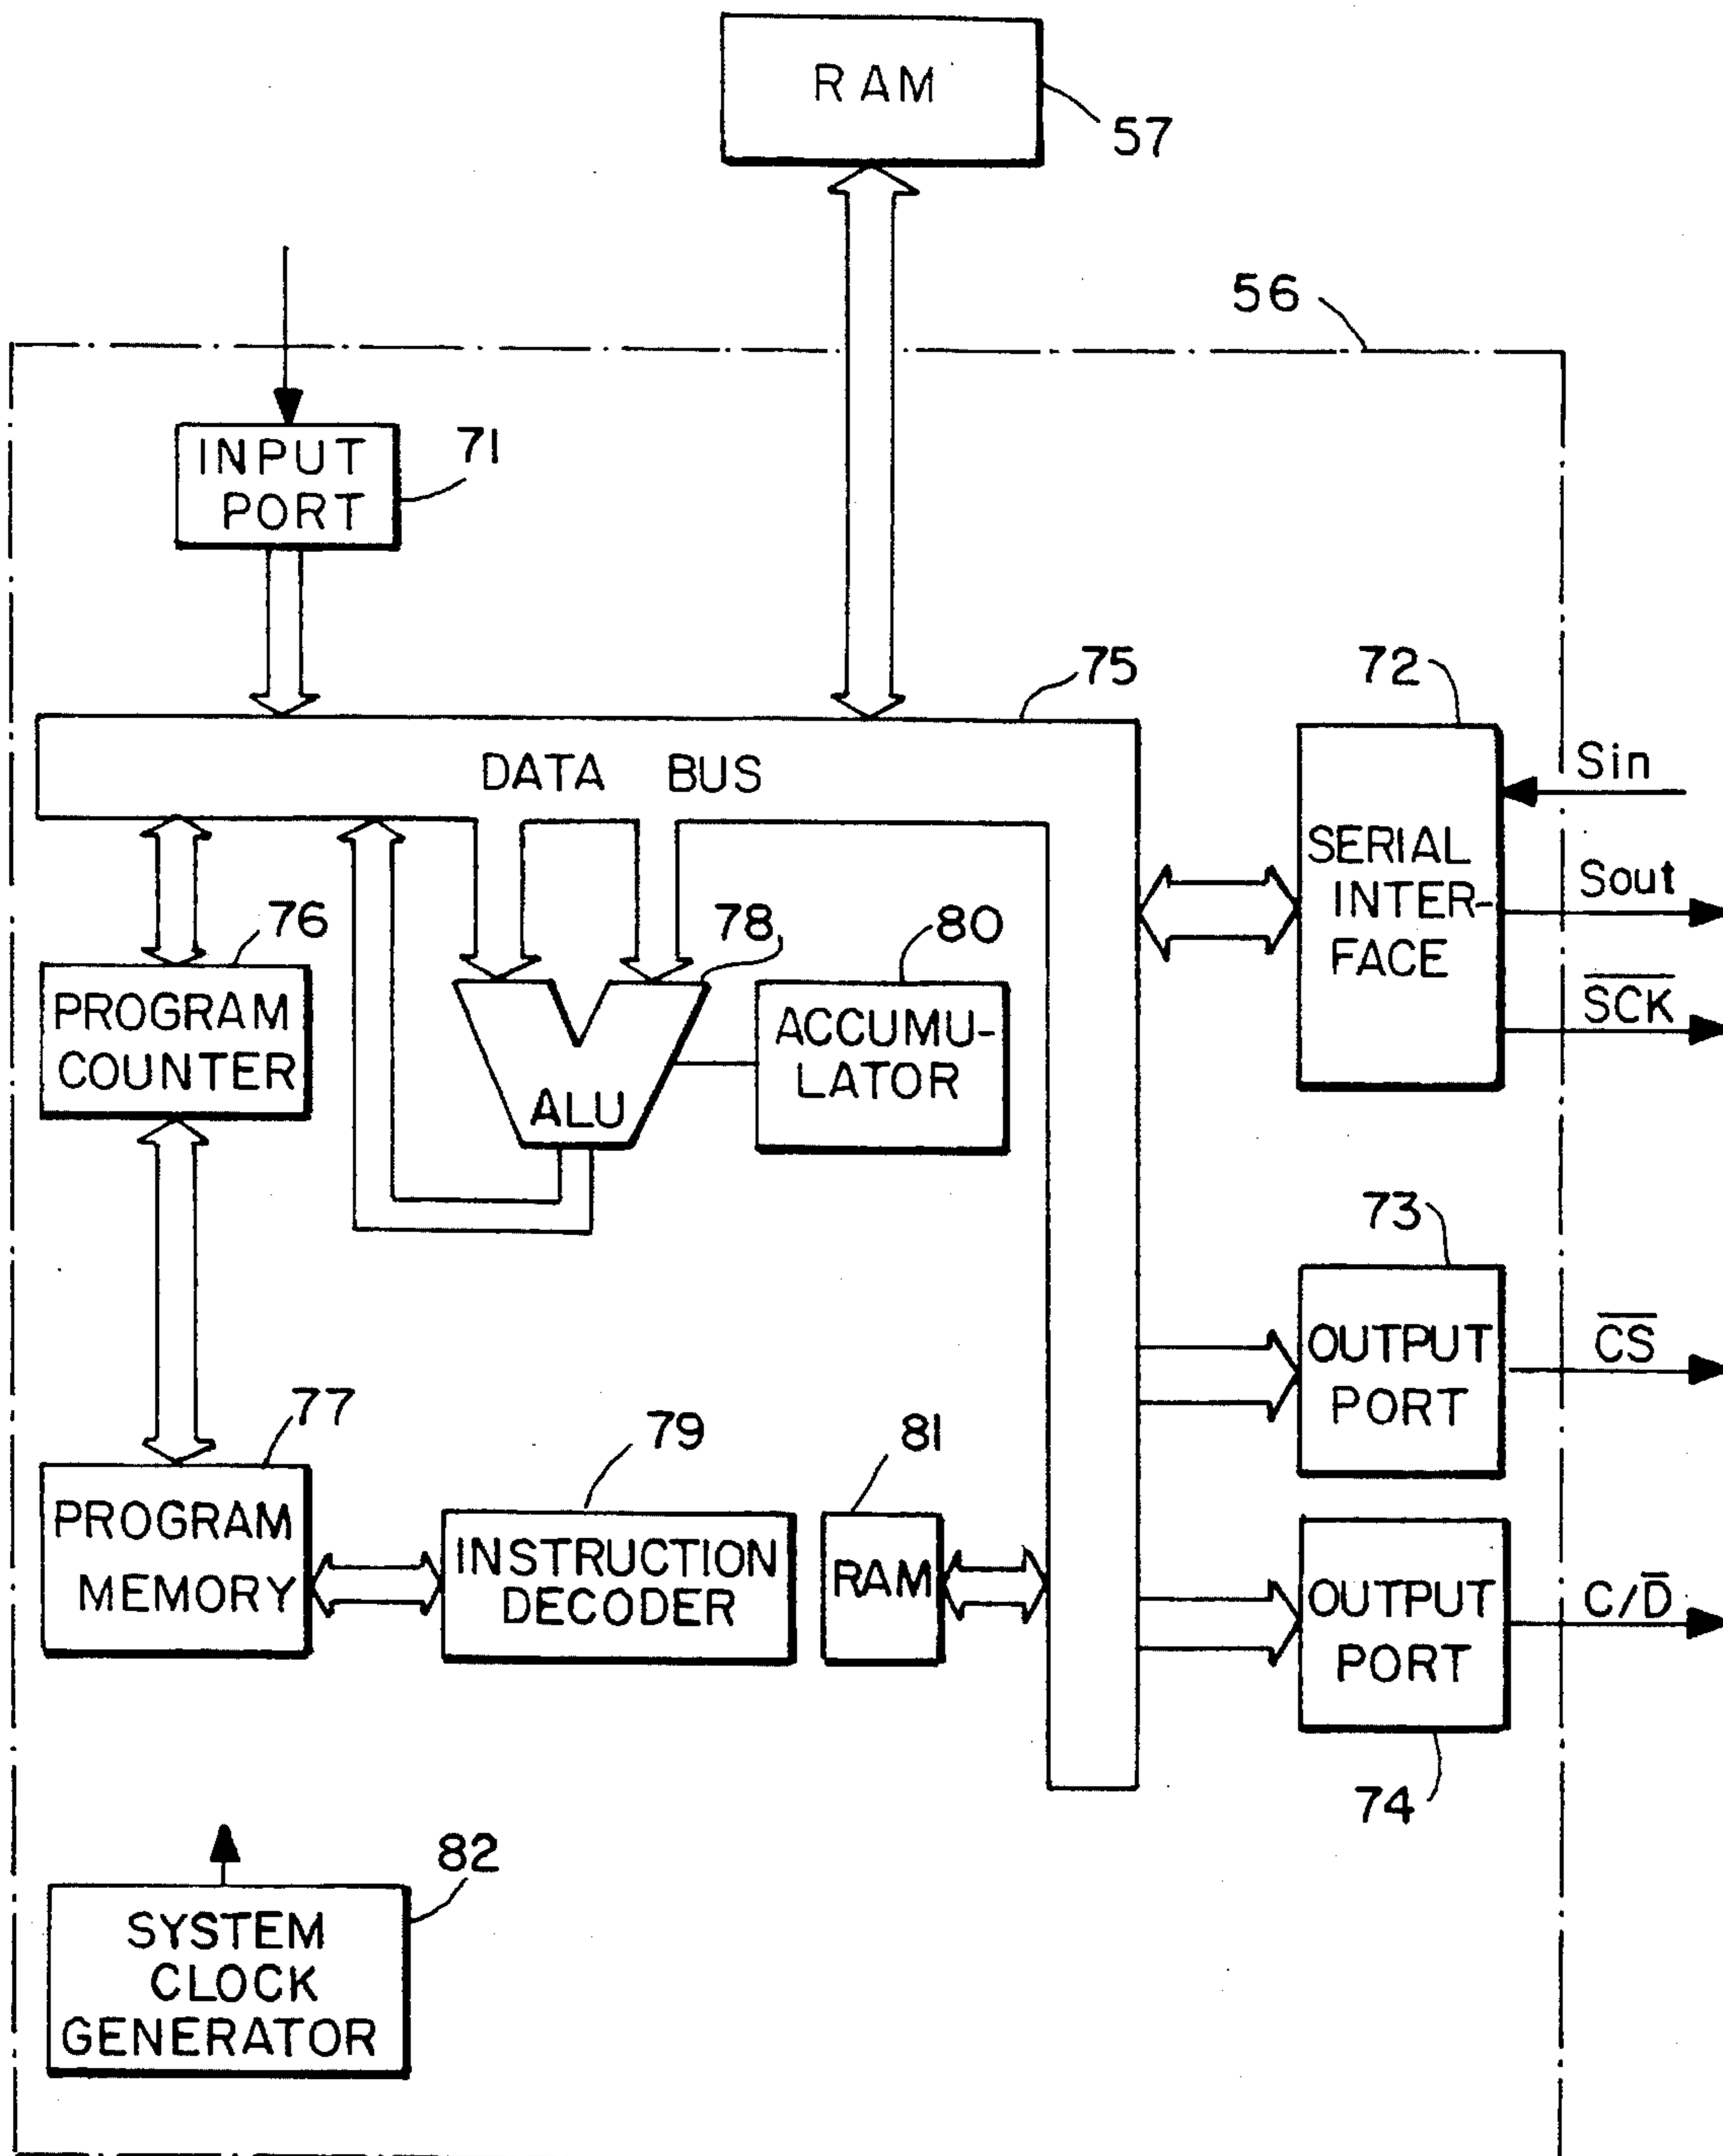 RAM
57
56
INPUT
PORT
71
75
DATA BUS
72
Sin
SERIAL
INTER-
FACE
Sout
S̅C̅K̅
76
PROGRAM
COUNTER
78
ALU
80
ACCUMU-
LATOR
73
OUTPUT
PORT
C̅S̅
77
PROGRAM
MEMORY
79
INSTRUCTION
DECODER
81
RAM
OUTPUT
PORT
C/D̅
74
82
SYSTEM
CLOCK
GENERATOR